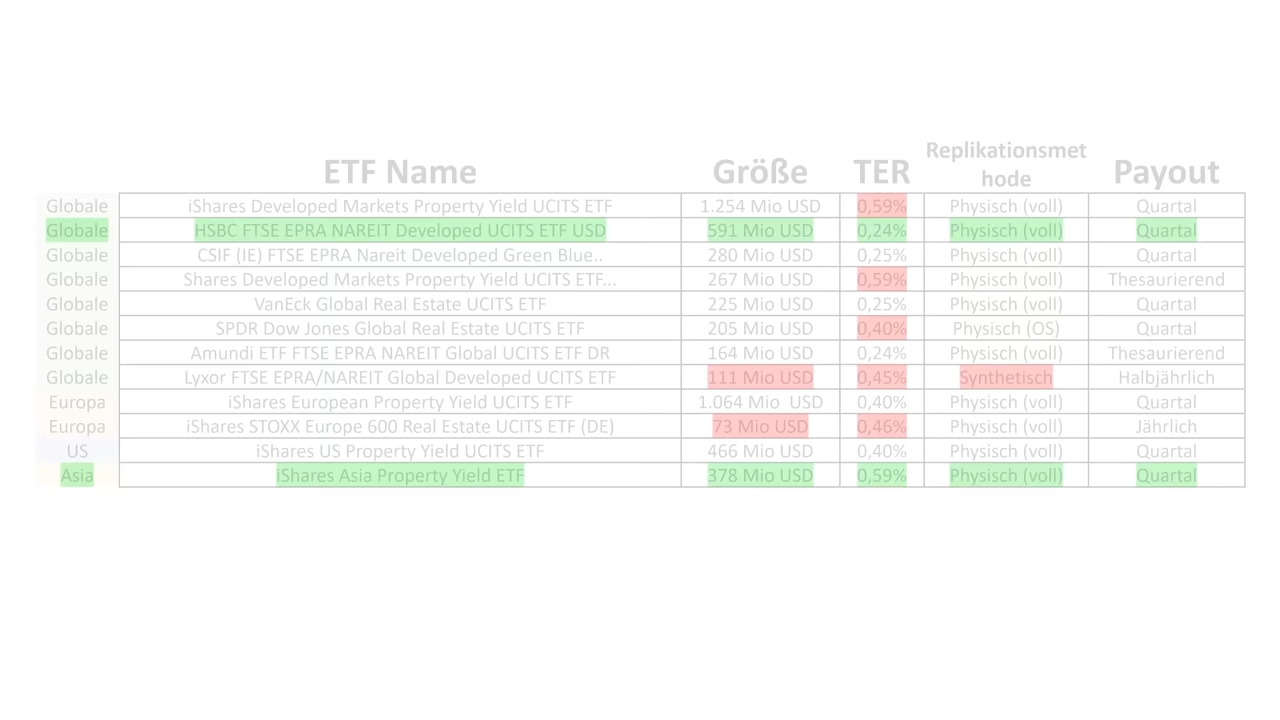 ETF Name Größe TER Replikationsmet
hode Payout
Globale iShares Developed Markets Property Yield UCITS ETF 1.254 Mio USD 0,59% Physisch (voll) Quartal
Globale HSBC FTSE EPRA NAREIT Developed UCITS ETF USD 591 Mio USD 0,24% Physisch (voll) Quartal
Globale CSIF (IE) FTSE EPRA Nareit Developed Green Blue.. 280 Mio USD 0,25% Physisch (voll) Quartal
Globale Shares Developed Markets Property Yield UCITS ETF... 267 Mio USD 0,59% Physisch (voll) Thesaurierend
Globale VanEck Global Real Estate UCITS ETF 225 Mio USD 0,25% Physisch (voll) Quartal
Globale SPDR Dow Jones Global Real Estate UCITS ETF 205 Mio USD 0,40% Physisch (OS) Quartal
Globale Amundi ETF FTSE EPRA NAREIT Global UCITS ETF DR 164 Mio USD 0,24% Physisch (voll) Thesaurierend
Globale Lyxor FTSE EPRA/NAREIT Global Developed UCITS ETF 111 Mio USD 0,45% Synthetisch Halbjährlich
Europa iShares European Property Yield UCITS ETF 1.064 Mio USD 0,40% Physisch (voll) Quartal
Europa iShares STOXX Europe 600 Real Estate UCITS ETF (DE) 73 Mio USD 0,46% Physisch (voll) Jährlich
US iShares US Property Yield UCITS ETF 466 Mio USD 0,40% Physisch (voll) Quartal
Asia iShares Asia Property Yield ETF 378 Mio USD 0,59% Physisch (voll) Quartal